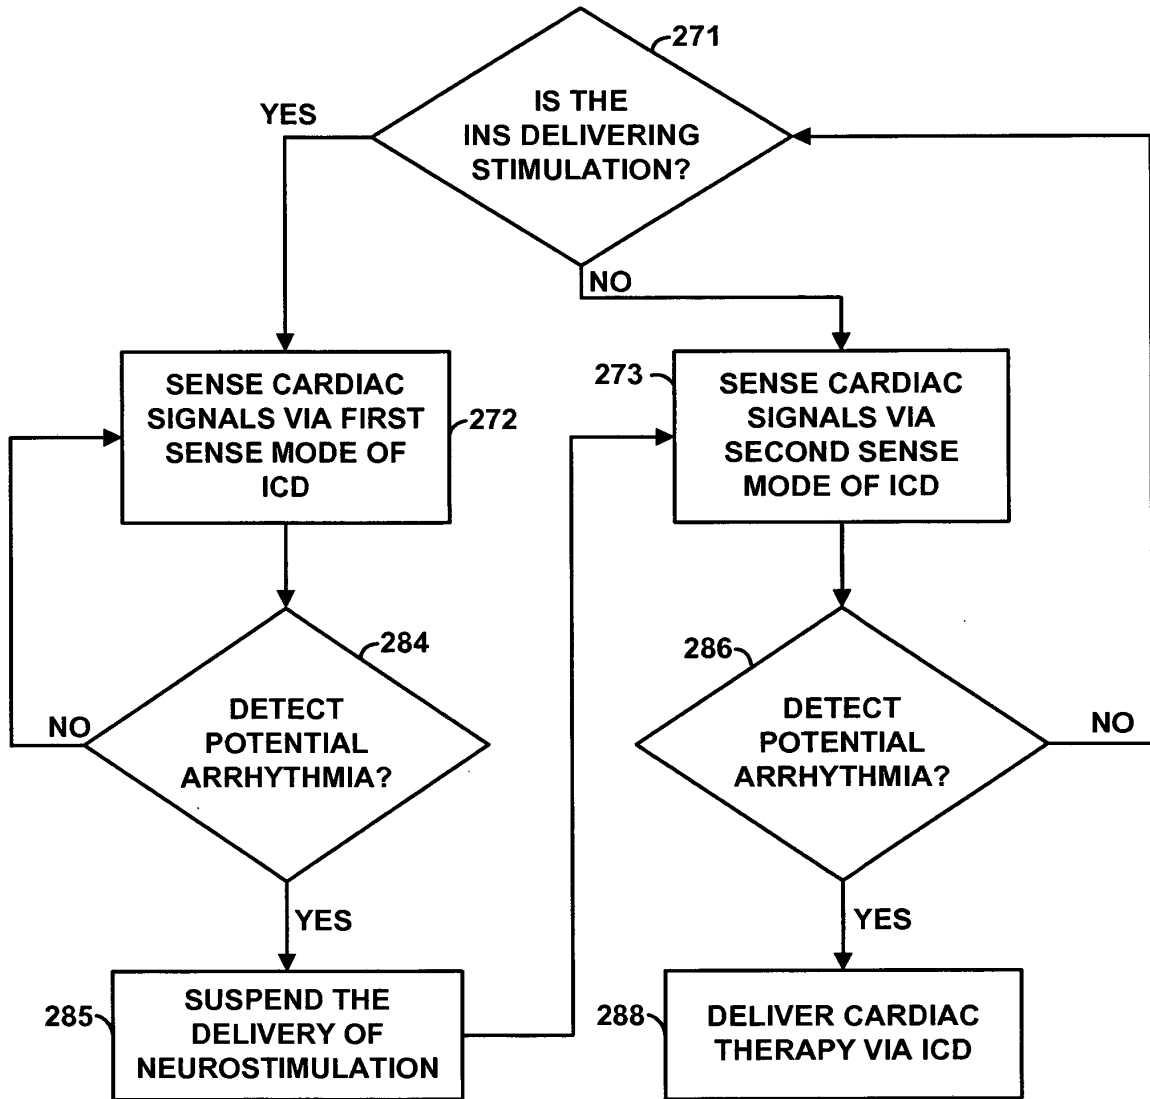 271
IS THE
INS DELIVERING
STIMULATION?
YES
NO
SENSE CARDIAC
SIGNALS VIA FIRST
SENSE MODE OF
ICD
272
273
SENSE CARDIAC
SIGNALS VIA
SECOND SENSE
MODE OF ICD
284
DETECT
POTENTIAL
ARRHYTHMIA?
NO
YES
286
DETECT
POTENTIAL
ARRHYTHMIA?
NO
YES
285
SUSPEND THE
DELIVERY OF
NEUROSTIMULATION
288
DELIVER CARDIAC
THERAPY VIA ICD